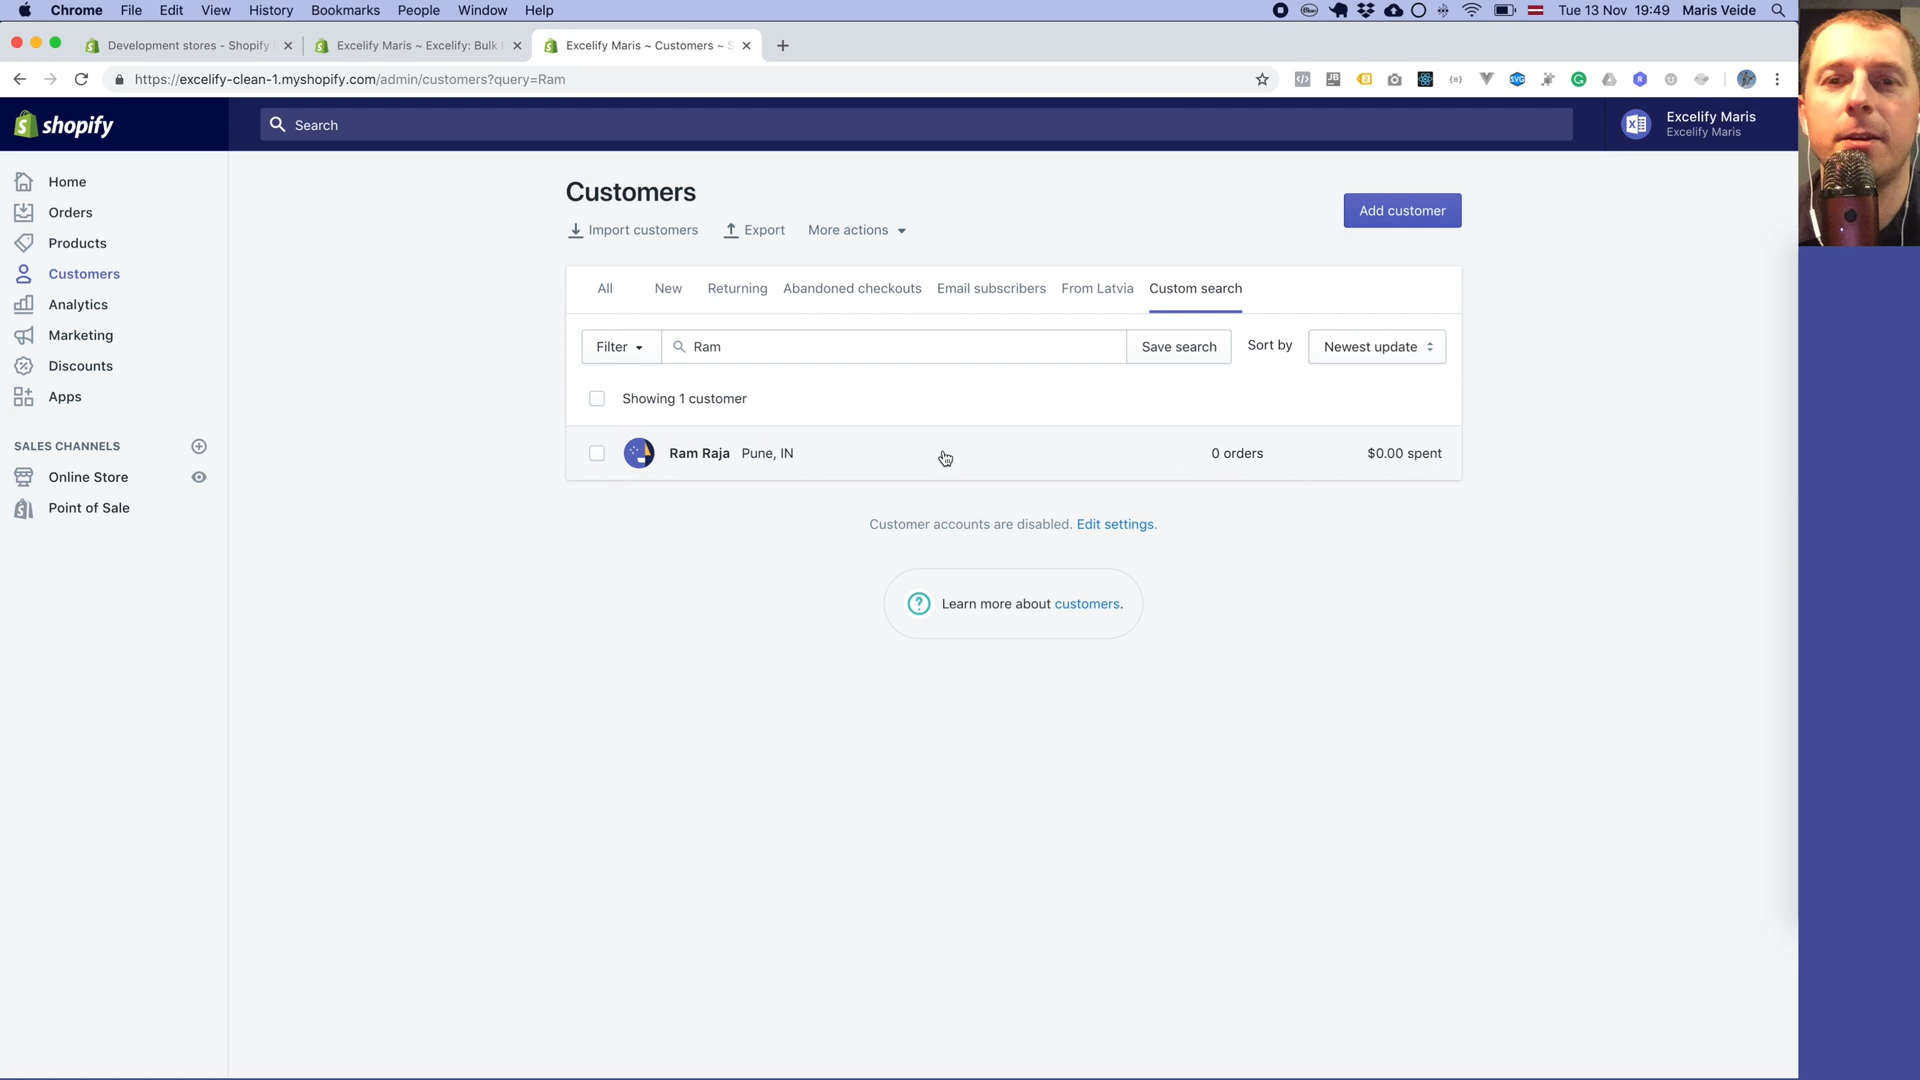 Chrome File Edit View History Bookmarks People Window Help
Tue 13 Nov 19:49 Maris Veide
Development stores - Shopify
Excelify Maris ~ Excelify: Bulk
Excelify Maris ~ Customers ~ S
https://excelify-clean-1.myshopify.com/admin/customers?query=Ram
shopify
Search
Excelify Maris
Excelify Maris
Home
Orders
Products
Customers
Analytics
Marketing
Discounts
Apps
SALES CHANNELS
Online Store
Point of Sale
Customers
Import customers Export More actions
Add customer
All New Returning Abandoned checkouts Email subscribers From Latvia Custom search
Filter Ram Save search Sort by Newest update
Showing 1 customer
Ram Raja Pune, IN 0 orders $0.00 spent
Customer accounts are disabled. Edit settings.
Learn more about customers.